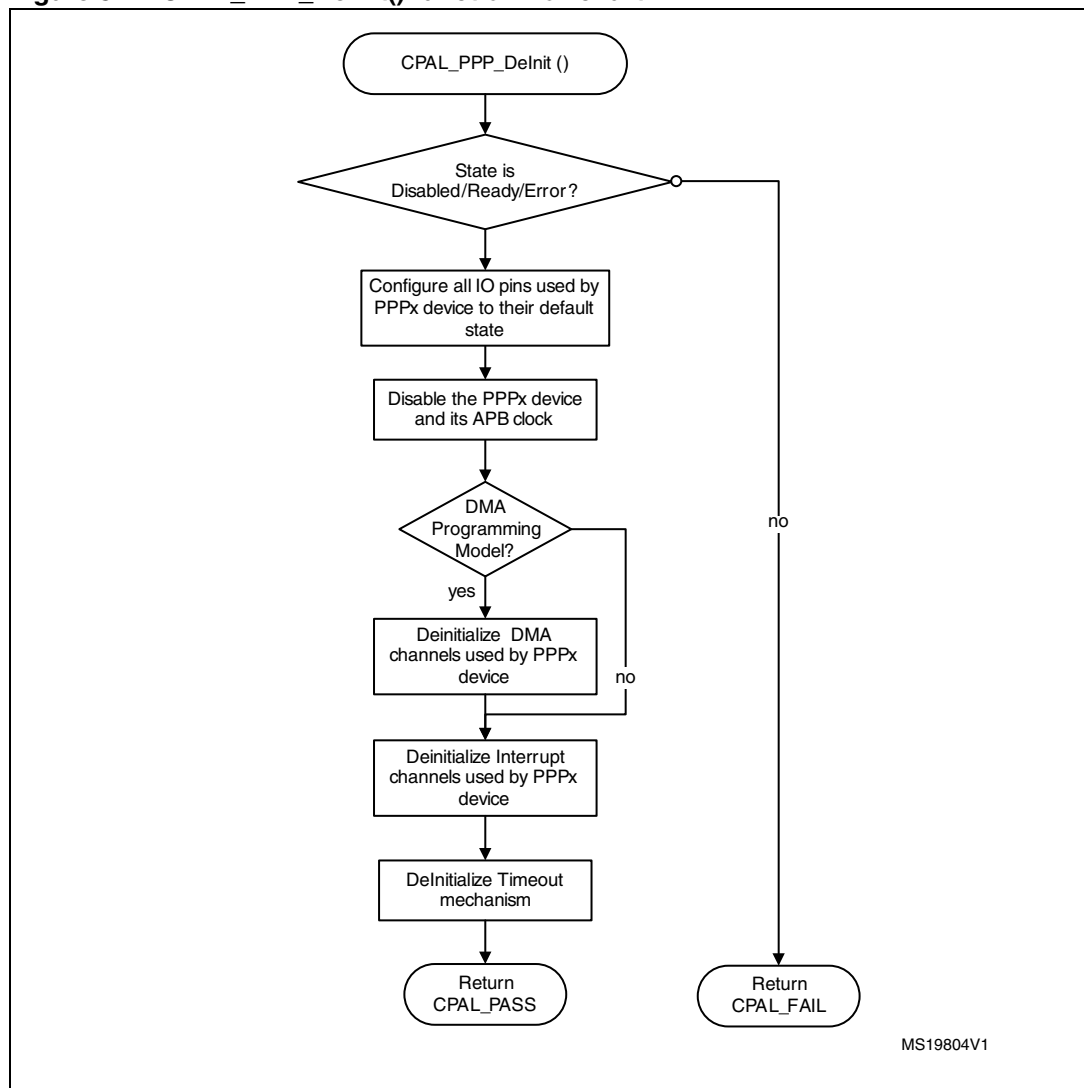 CPAL_PPP_DeInit ()
State is
Disabled/Ready/Error?
Configure all IO pins used by
PPPx device to their default
state
Disable the PPPx device
and its APB clock
DMA
Programming
Model?
no
yes
Deinitialize DMA
channels used by PPPx
device
no
Deinitialize Interrupt
channels used by PPPx
device
DeInitialize Timeout
mechanism
Return
CPAL_PASS
Return
CPAL_FAIL
MS19804V1